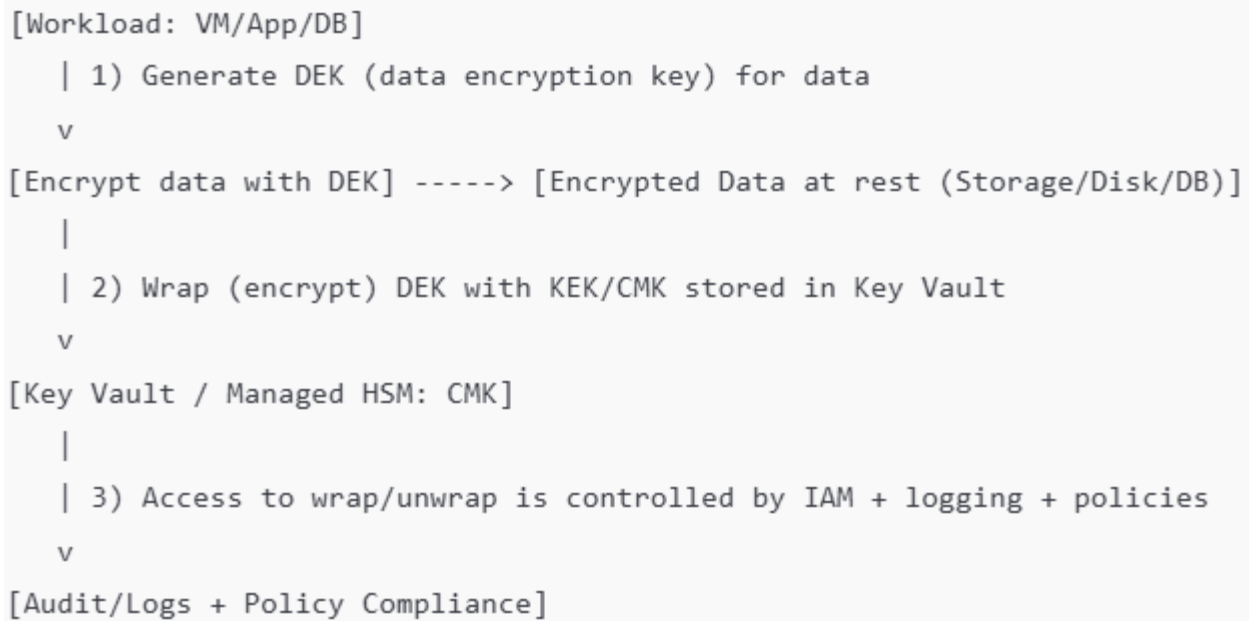 [Workload: VM/App/DB]
| 1) Generate DEK (data encryption key) for data
v
[Encrypt data with DEK] -----> [Encrypted Data at rest (Storage/Disk/DB)]
|
| 2) Wrap (encrypt) DEK with KEK/CMK stored in Key Vault
v
[Key Vault / Managed HSM: CMK]
|
| 3) Access to wrap/unwrap is controlled by IAM + logging + policies
v
[Audit/Logs + Policy Compliance]